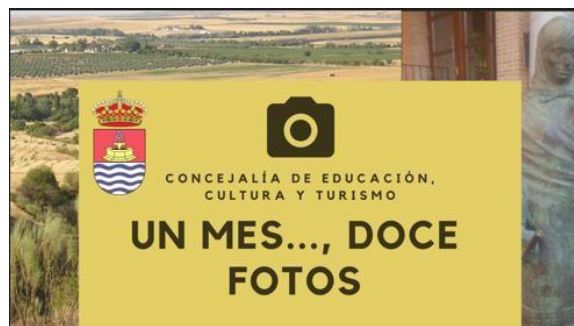 CONCEJALÍA DE EDUCACIÓN,
CULTURA Y TURISMO
UN MES..., DOCE
FOTOS